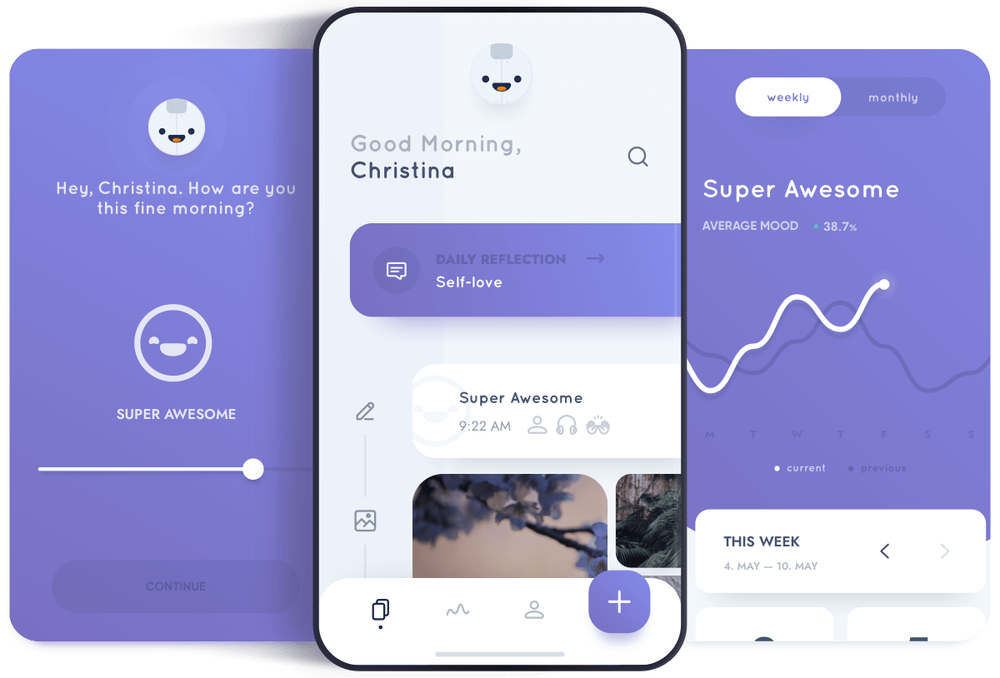 Hey, Christina. How are you
this fine morning?
SUPER AWESOME
CONTINUE
Good Morning,
Christina
DAILY REFLECTION
Self-love
Super Awesome
9:22 AM
weekly
monthly
Super Awesome
AVERAGE MOOD 38.7%
M T W T F S S
current previous
THIS WEEK
4. MAY — 10. MAY